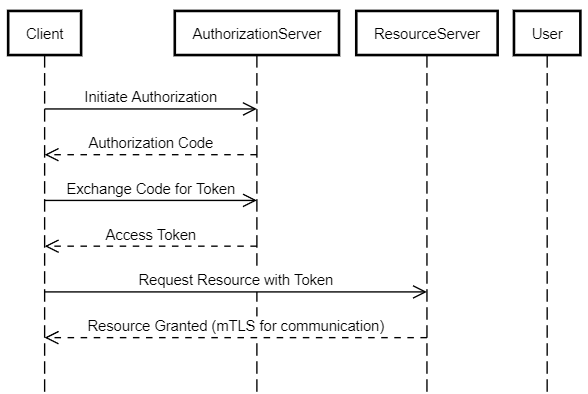 Client
AuthorizationServer
ResourceServer
User
Initiate Authorization
Authorization Code
Exchange Code for Token
Access Token
Request Resource with Token
Resource Granted (mTLS for communication)